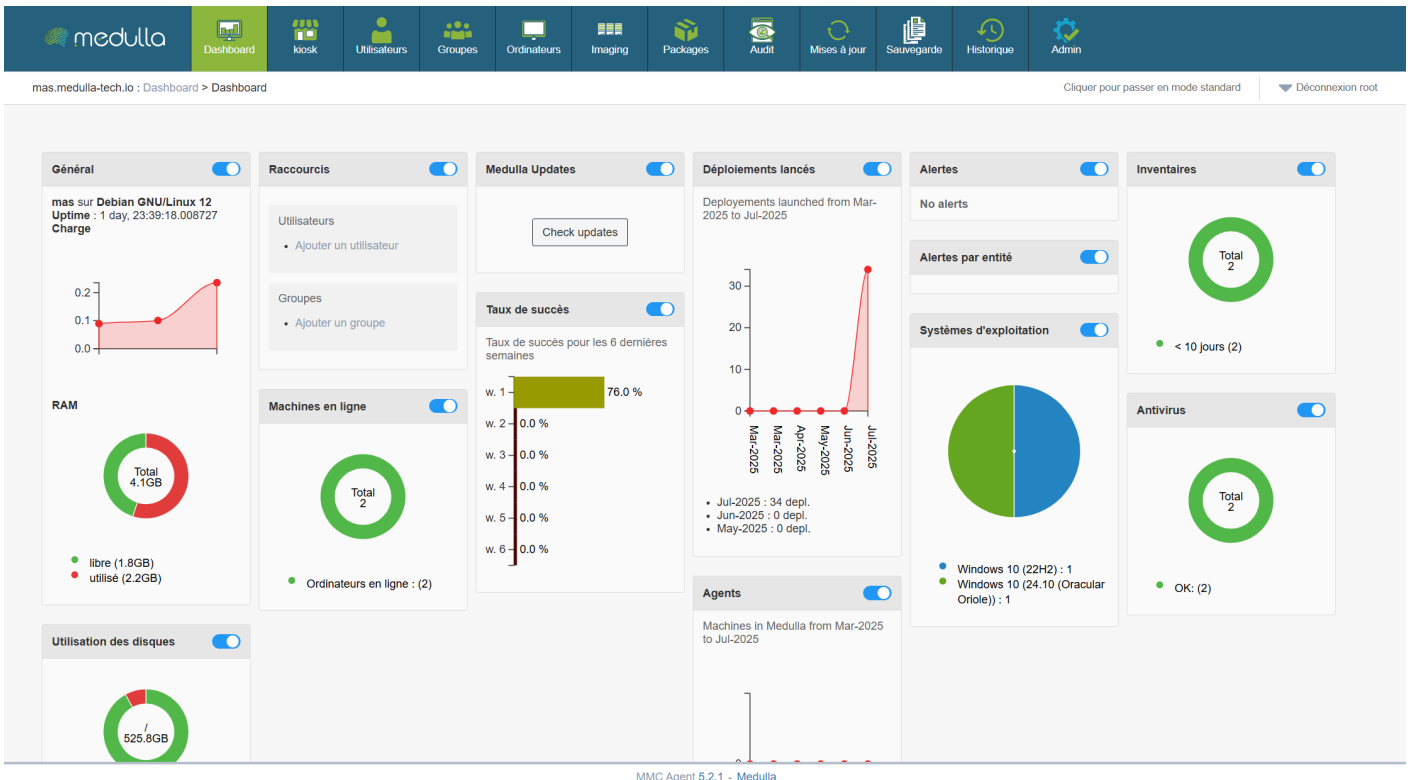 medulla
Dashboard
kiosk
Utilisateurs
Groupes
Ordinateurs
Imaging
Packages
Audit
Mises à jour
Sauvegarde
Historique
Admin
mas.medulla-tech.io : Dashboard > Dashboard
Cliquer pour passer en mode standard
Déconnexion root
Général
mas sur Debian GNU/Linux 12
Uptime : 1 day, 23:39:18.008727
Charge
0.2
0.1
0.0
RAM
Total
4.1GB
libre (1.8GB)
utilisé (2.2GB)
Utilisation des disques
/
525.8GB
Raccourcis
Utilisateurs
Ajouter un utilisateur
Groupes
Ajouter un groupe
Machines en ligne
Total
2
Ordinateurs en ligne : (2)
Medulla Updates
Check updates
Taux de succès
Taux de succès pour les 6 dernières
semaines
w. 1 76.0 %
w. 2 0.0 %
w. 3 0.0 %
w. 4 0.0 %
w. 5 0.0 %
w. 6 0.0 %
Déploiements lancés
Deployements launched from Mar-
2025 to Jul-2025
30
20
10
0
Mar-2025
Mar-2025
Apr-2025
May-2025
Jun-2025
Jul-2025
Jul-2025 : 34 depl.
Jun-2025 : 0 depl.
May-2025 : 0 depl.
Agents
Machines in Medulla from Mar-2025
to Jul-2025
0
Alertes
No alerts
Alertes par entité
Systèmes d'exploitation
Windows 10 (22H2) : 1
Windows 10 (24.10 (Oracular
Oriole)) : 1
Inventaires
Total
2
< 10 jours (2)
Antivirus
Total
2
OK: (2)
MMC Agent 5.2.1 - Medulla